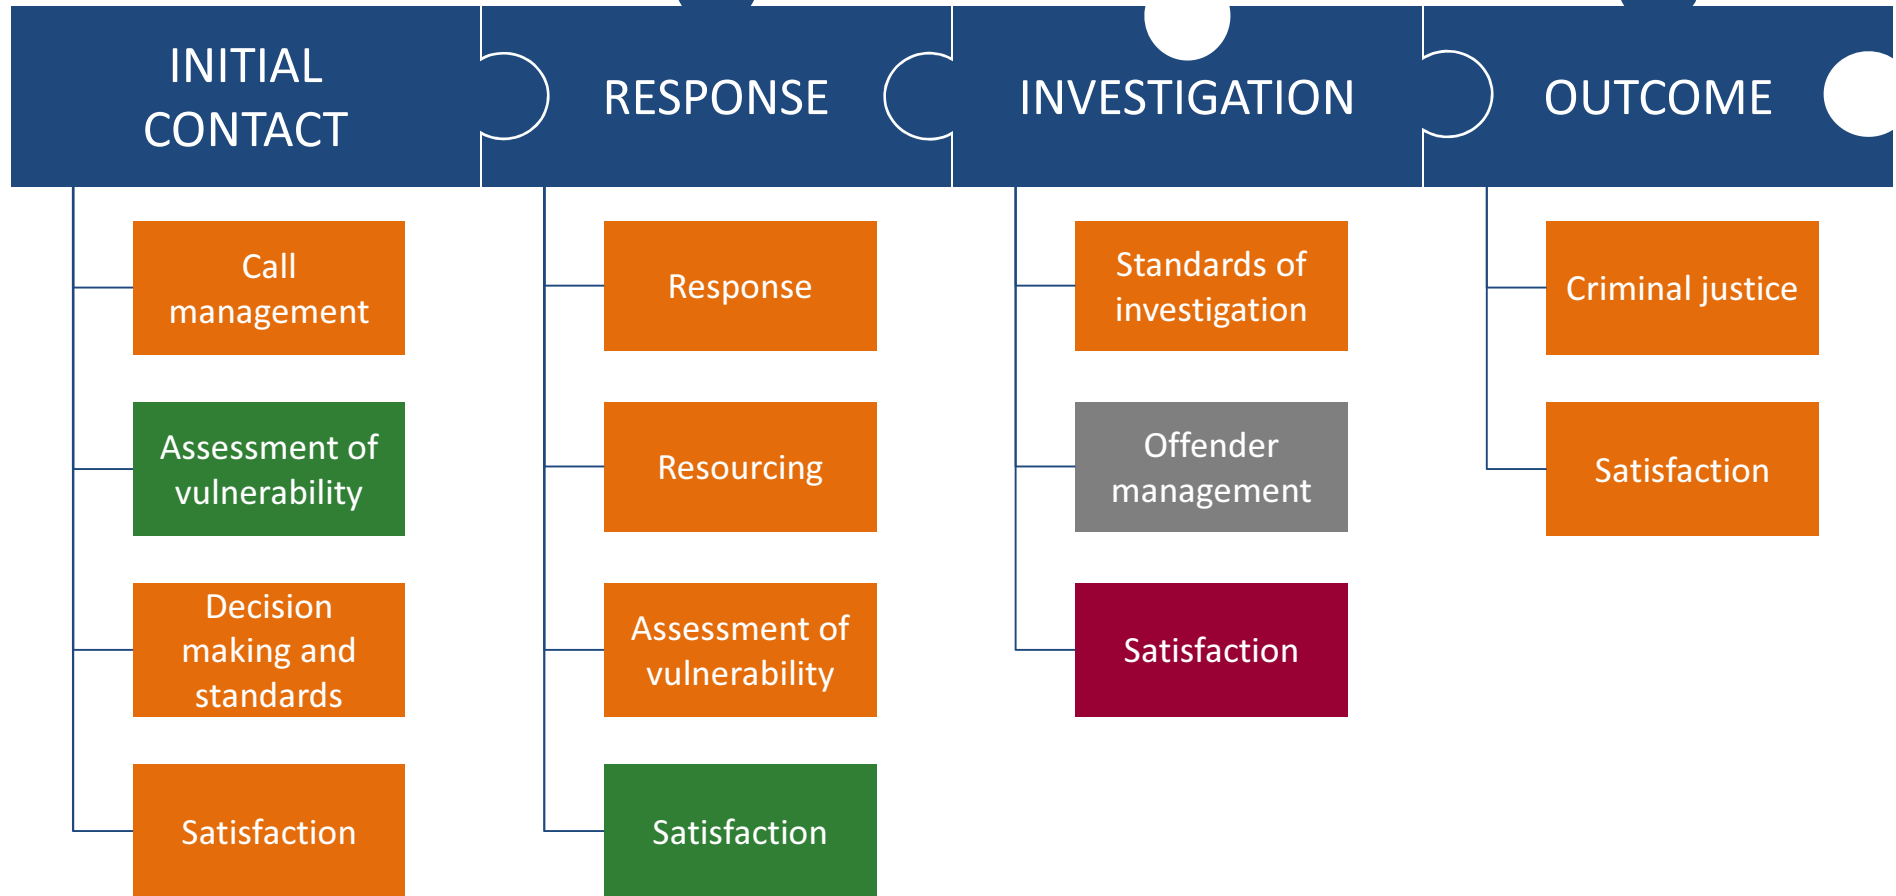 INITIAL
CONTACT
RESPONSE
INVESTIGATION
OUTCOME
Call
management
Assessment of
vulnerability
Decision
making and
standards
Satisfaction
Response
Resourcing
Assessment of
vulnerability
Satisfaction
Standards of
investigation
Offender
management
Satisfaction
Criminal justice
Satisfaction